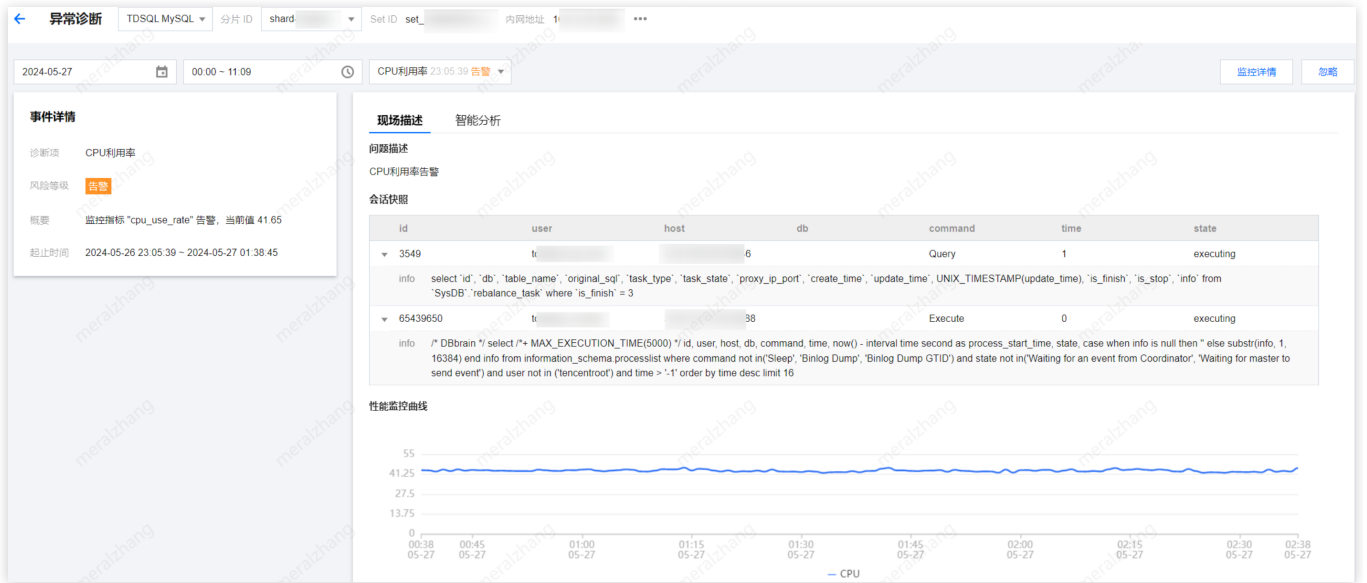 异常诊断 TDSQL MySQL 分片 ID shard- Set ID set_ 内网地址 1
2024-05-27 00:00 ~ 11:09 CPU利用率 23:05:39 告警 监控详情 忽略
事件详情
诊断项 CPU利用率
风险等级 告警
概要 监控指标 "cpu_use_rate" 告警，当前值 41.65
起止时间 2024-05-26 23:05:39 ~ 2024-05-27 01:38:45
现场描述 智能分析
问题描述
CPU利用率告警
会话快照
id user host db command time state
3549 6 Query 1 executing
info select `id`, `db`, `table_name`, `original_sql`, `task_type`, `task_state`, `proxy_ip_port`, `create_time`, `update_time`, UNIX_TIMESTAMP(update_time), `is_finish`, `is_stop`, `info` from
`SysDB`.`rebalance_task` where `is_finish` = 3
65439650 88 Execute 0 executing
info /* DBbrain */ select /*+ MAX_EXECUTION_TIME(5000) */ id, user, host, db, command, time, now() - interval time second as process_start_time, state, case when info is null then '' else substr(info, 1,
16384) end info from information_schema.processlist where command not in('Sleep', 'Binlog Dump', 'Binlog Dump GTID') and state not in('Waiting for an event from Coordinator', 'Waiting for master to
send event') and user not in ('tencentroot') and time > '-1' order by time desc limit 16
性能监控曲线
55
41.25
27.5
13.75
0
00:38 00:45 01:00 01:15 01:30 01:45 02:00 02:15 02:30 02:38
05-27 05-27 05-27 05-27 05-27 05-27 05-27 05-27 05-27 05-27
CPU
meralzhang